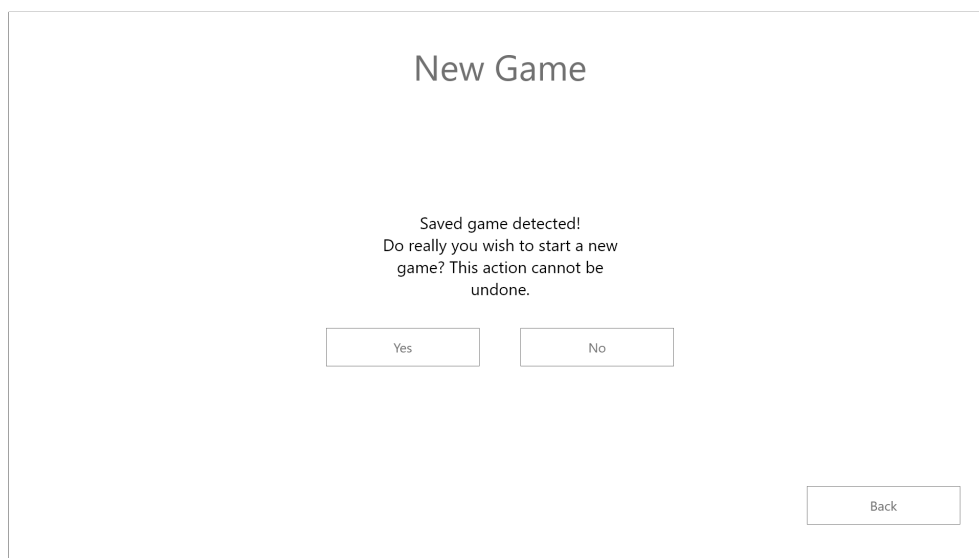 New Game
Saved game detected!
Do really you wish to start a new
game? This action cannot be
undone.
Yes
No
Back